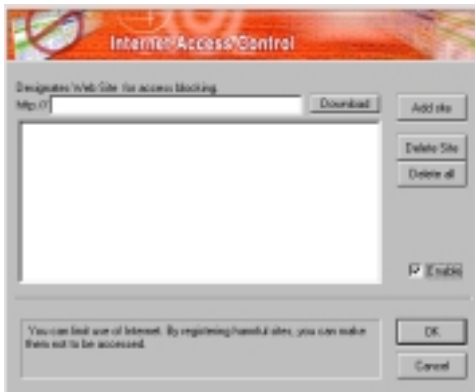 Internet Access Control
Designates Web Site for access blocking.
http://
Download
Add site
Delete Site
Delete all
Enable
You can limit use of Internet. By registering harmful sites, you can make
them not to be accessed.
OK
Cancel